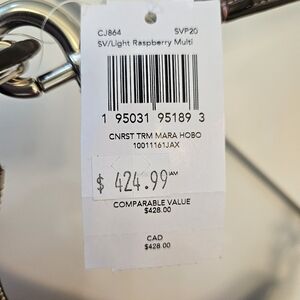 CJ864 SVP20
SV/Light Raspberry Multi
1 95031 95189 3
CNRST TRM MARA HOBO
10011161JAX
$ 424.99
COMPARABLE VALUE
$428.00
CAD
$428.00